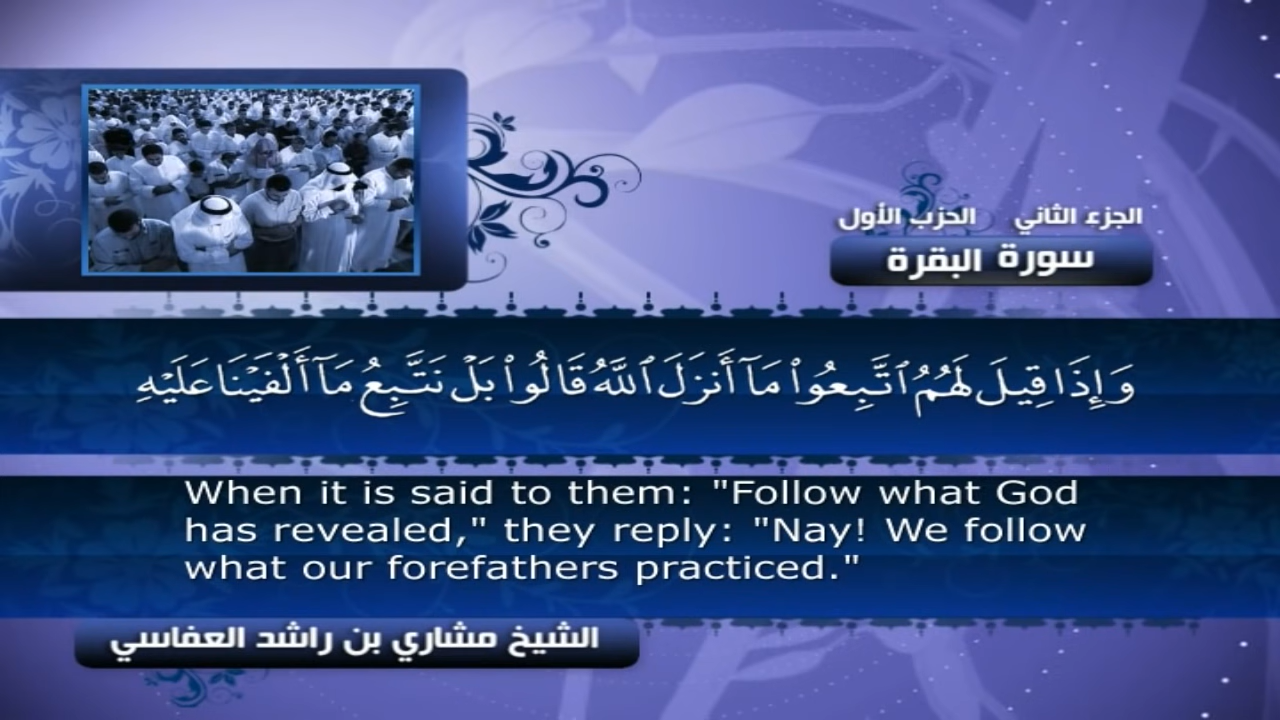 الجزء الثاني الحزب الأول
سورة البقرة
وَإِذَا قِيلَ لَهُمُ ٱتَّبِعُوا۟ مَآ أَنزَلَ ٱللَّهُ قَالُوا۟ بَلْ نَتَّبِعُ مَآ أَلْفَيْنَا عَلَيْهِ
When it is said to them: "Follow what God
has revealed," they reply: "Nay! We follow
what our forefathers practiced."
الشيخ مشاري بن راشد العفاسي